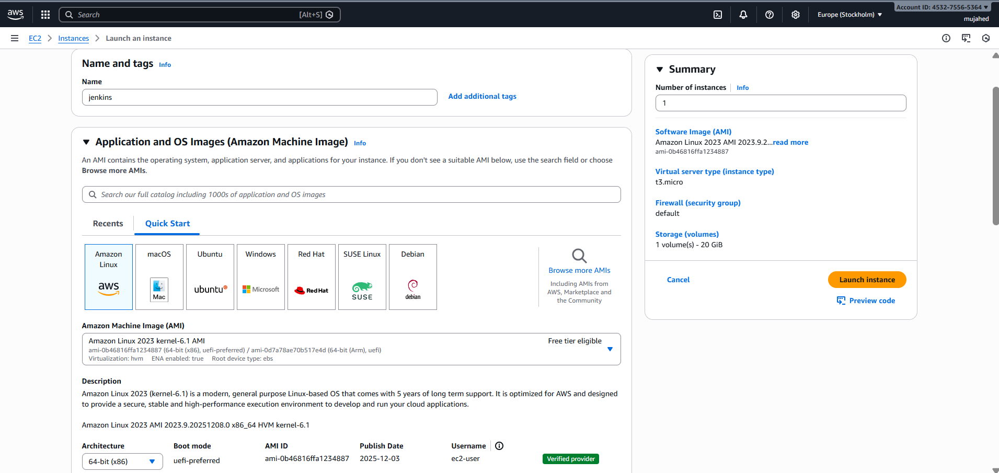 aws
Search [Alt+S]
Europe (Stockholm)
Account ID: 4532-7556-5364
mujahed
EC2 Instances Launch an instance
Name and tags Info
Name
jenkins
Add additional tags
Application and OS Images (Amazon Machine Image) Info
An AMI contains the operating system, application server, and applications for your instance. If you don't see a suitable AMI below, use the search field or choose
Browse more AMIs.
Search our full catalog including 1000s of application and OS images
Recents Quick Start
Amazon
Linux
aws
macOS
Mac
Ubuntu
ubuntu
Windows
Microsoft
Red Hat
Red Hat
SUSE Linux
SUSE
Debian
debian
Browse more AMIs
Including AMIs from
AWS, Marketplace and
the Community
Amazon Machine Image (AMI)
Amazon Linux 2023 kernel-6.1 AMI
Free tier eligible
ami-0b46816ffa1234887 (64-bit (x86), uefi-preferred) / ami-0d7a78ae70b517e4d (64-bit (Arm), uefi)
Virtualization: hvm ENA enabled: true Root device type: ebs
Description
Amazon Linux 2023 (kernel-6.1) is a modern, general purpose Linux-based OS that comes with 5 years of long term support. It is optimized for AWS and designed
to provide a secure, stable and high-performance execution environment to develop and run your cloud applications.
Amazon Linux 2023 AMI 2023.9.20251208.0 x86_64 HVM kernel-6.1
Architecture Boot mode AMI ID Publish Date Username
64-bit (x86) uefi-preferred ami-0b46816ffa1234887 2025-12-03 ec2-user Verified provider
Summary
Number of instances Info
1
Software Image (AMI)
Amazon Linux 2023 AMI 2023.9.2...read more
ami-0b46816ffa1234887
Virtual server type (instance type)
t3.micro
Firewall (security group)
default
Storage (volumes)
1 volume(s) - 20 GiB
Cancel Launch instance
Preview code